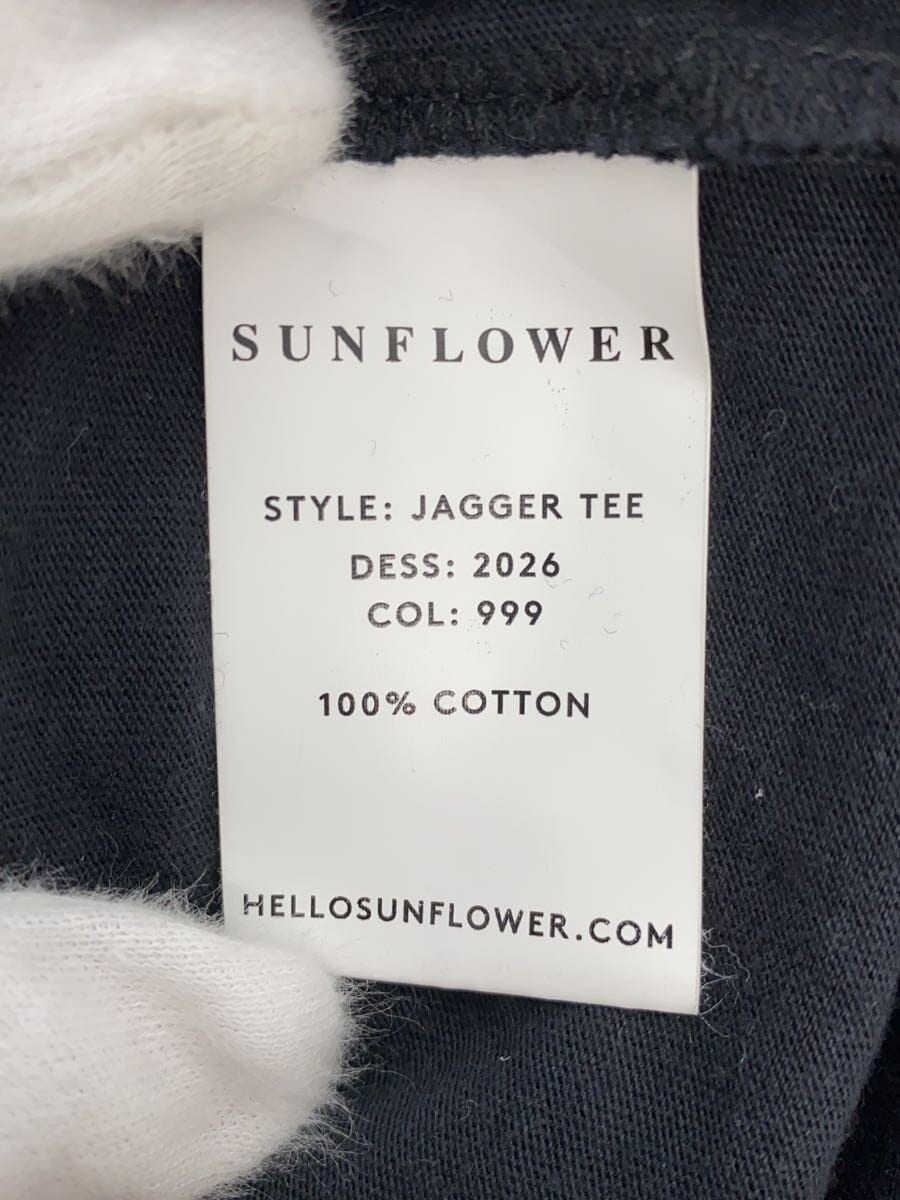 SUNFLOWER
STYLE: JAGGER TEE
DESS: 2026
COL: 999
100% COTTON
HELLOSUNFLOWER.COM